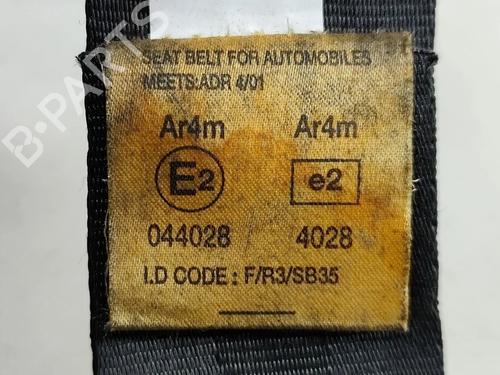 SEAT BELT FOR AUTOMOBILES
MEETS:ADR 4/01
Ar4m Ar4m
E2 e2
044028 4028
I.D CODE : F/R3/SB35
B-PARTS